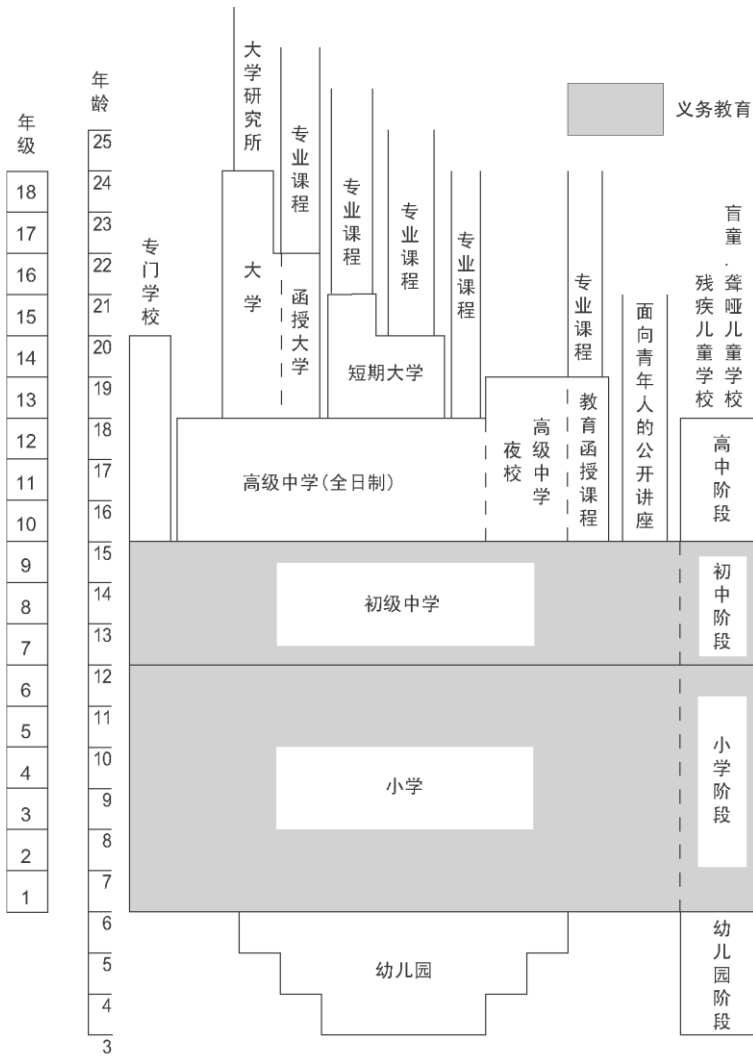 年级
18
17
16
15
14
13
12
11
10
9
8
7
6
5
4
3
2
1
年龄
25
24
23
22
21
20
19
18
17
16
15
14
13
12
11
10
9
8
7
6
5
4
3
义务教育
专门学校
大学研究所
大学
专业课程
函授大学
专业课程
专业课程
短期大学
专业课程
高级中学(全日制)
高级中学
夜校
专业课程
教育函授课程
面向青年人的公开讲座
盲童·聋哑儿童学校
残疾儿童学校
高中阶段
初级中学
初中阶段
小学
小学阶段
幼儿园
幼儿园阶段